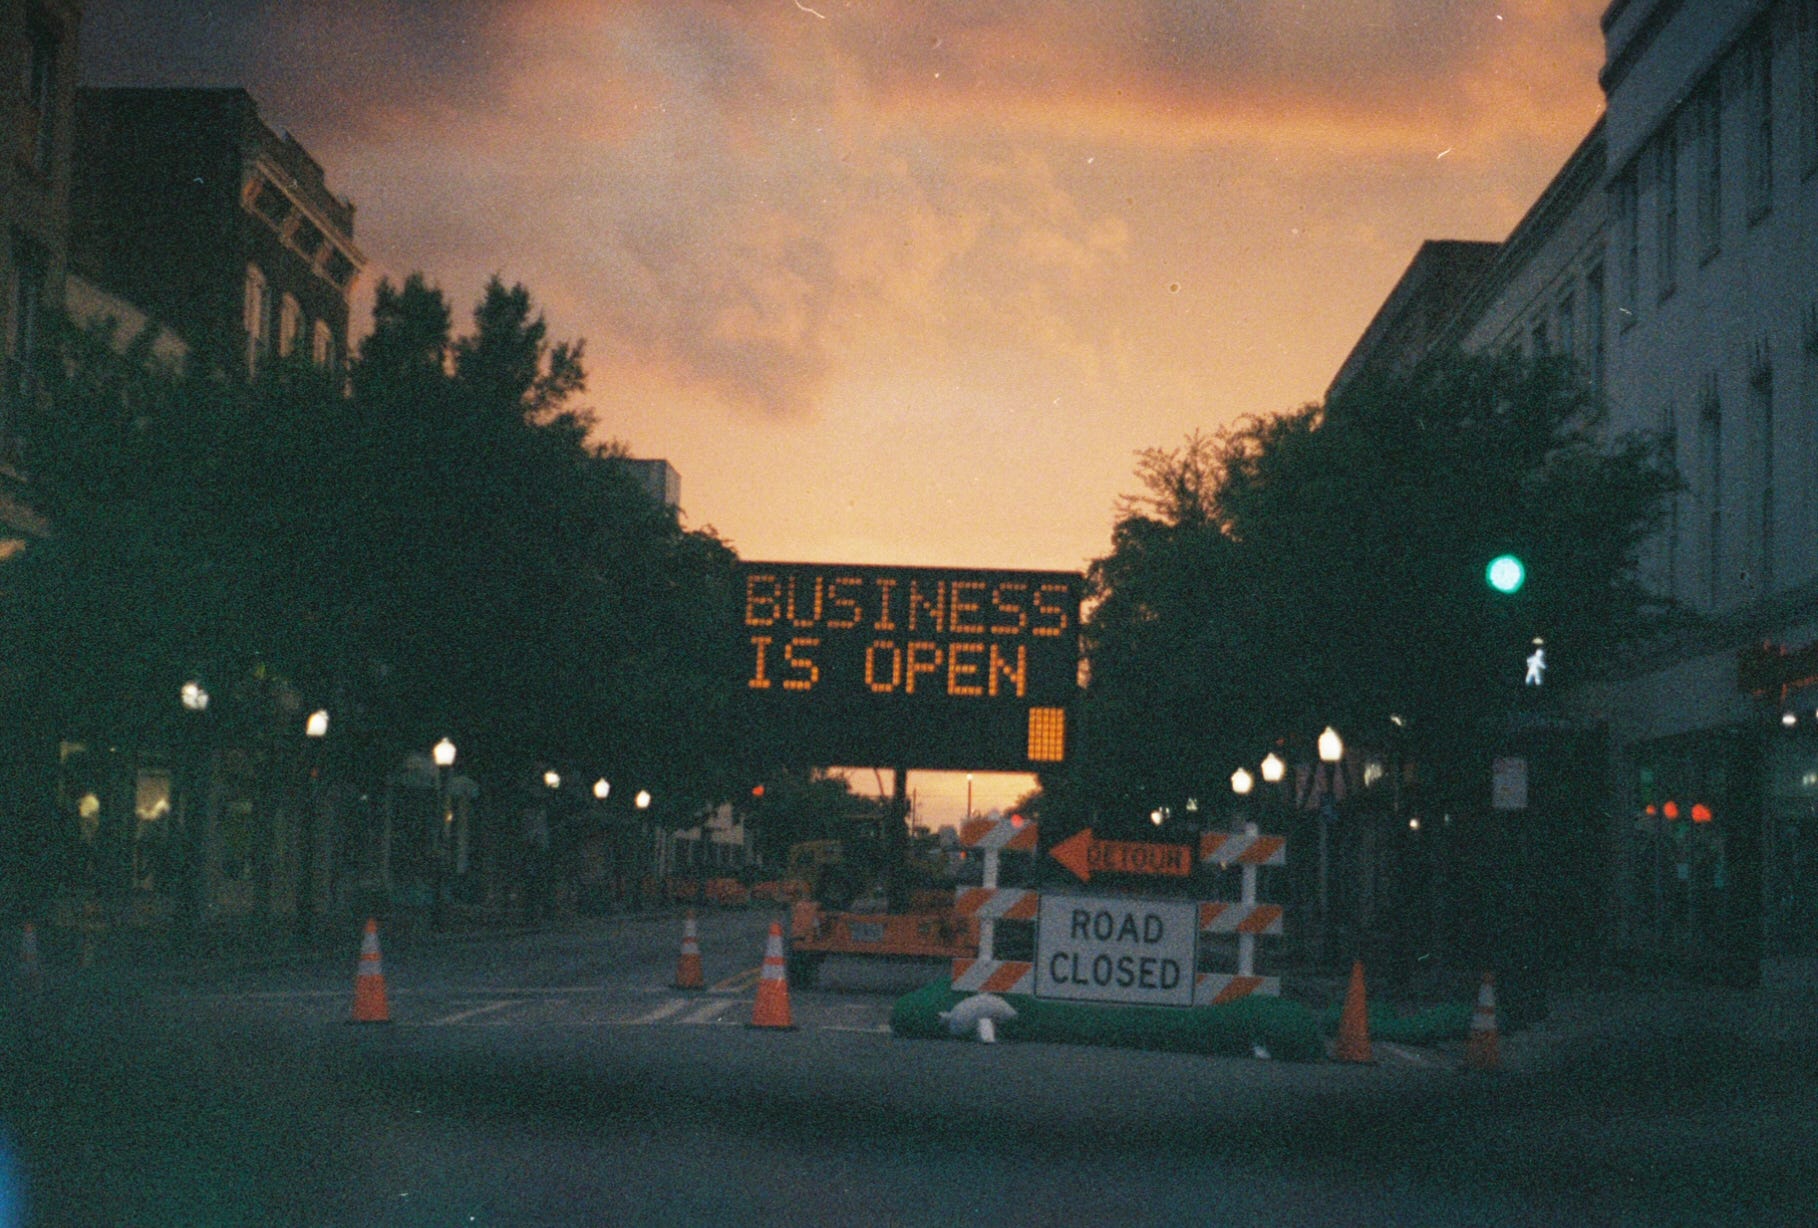 BUSINESS
IS OPEN
DETOUR
ROAD
CLOSED